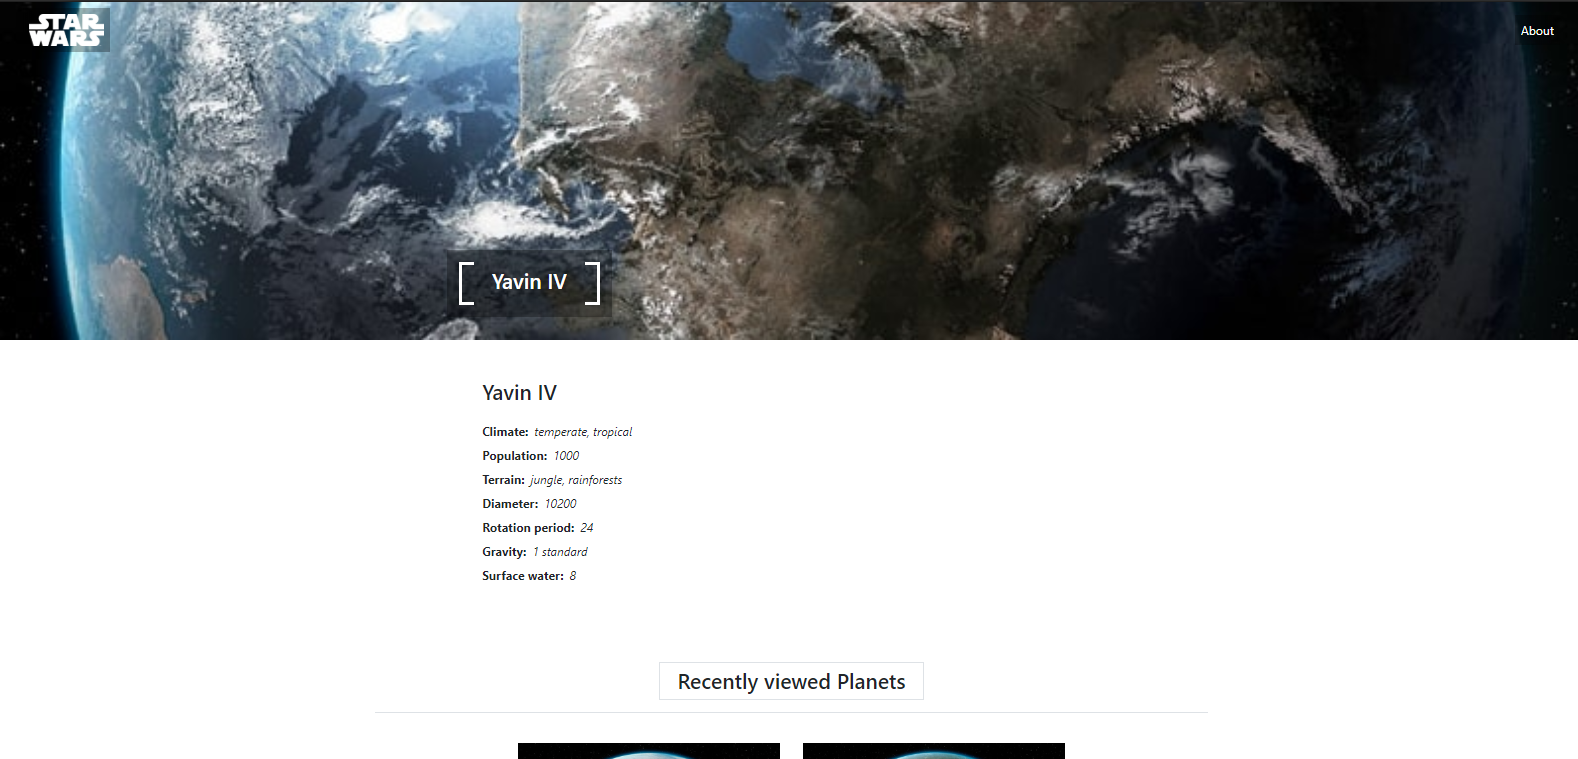 STAR
WARS
About
Yavin IV
Yavin IV
Climate: temperate, tropical
Population: 1000
Terrain: jungle, rainforests
Diameter: 10200
Rotation period: 24
Gravity: 1 standard
Surface water: 8
Recently viewed Planets